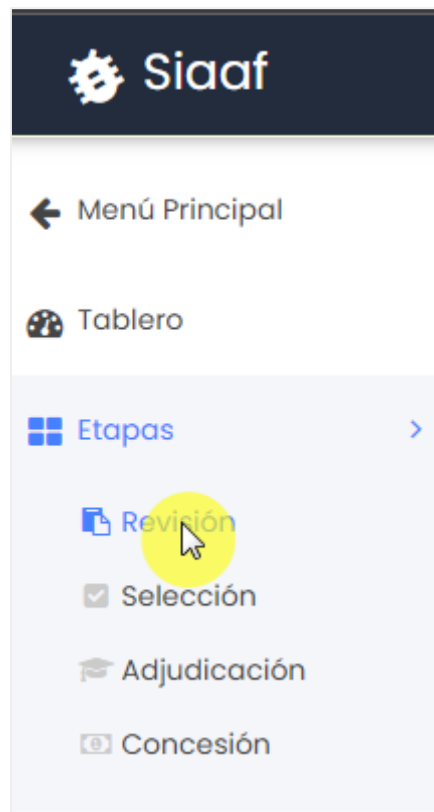 Siaaf
Menú Principal
Tablero
Etapas
Revisión
Selección
Adjudicación
Concesión